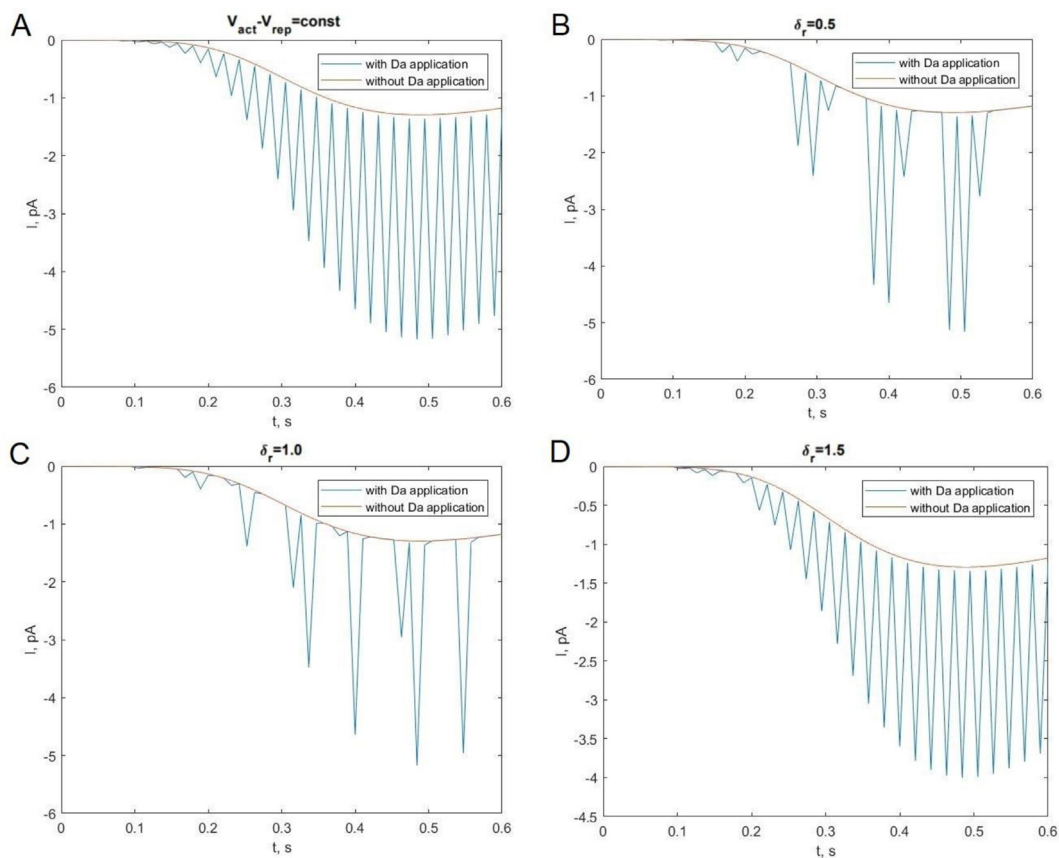 A
V_act-V_rep=const
with Da application
without Da application
0
-1
-2
-3
-4
-5
-6
I, pA
0 0.1 0.2 0.3 0.4 0.5 0.6
t, s
B
δ_r=0.5
with Da application
without Da application
0
-1
-2
-3
-4
-5
-6
I, pA
0 0.1 0.2 0.3 0.4 0.5 0.6
t, s
C
δ_r=1.0
with Da application
without Da application
0
-1
-2
-3
-4
-5
-6
I, pA
0 0.1 0.2 0.3 0.4 0.5 0.6
t, s
D
δ_r=1.5
with Da application
without Da application
0
-0.5
-1
-1.5
-2
-2.5
-3
-3.5
-4
-4.5
I, pA
0 0.1 0.2 0.3 0.4 0.5 0.6
t, s